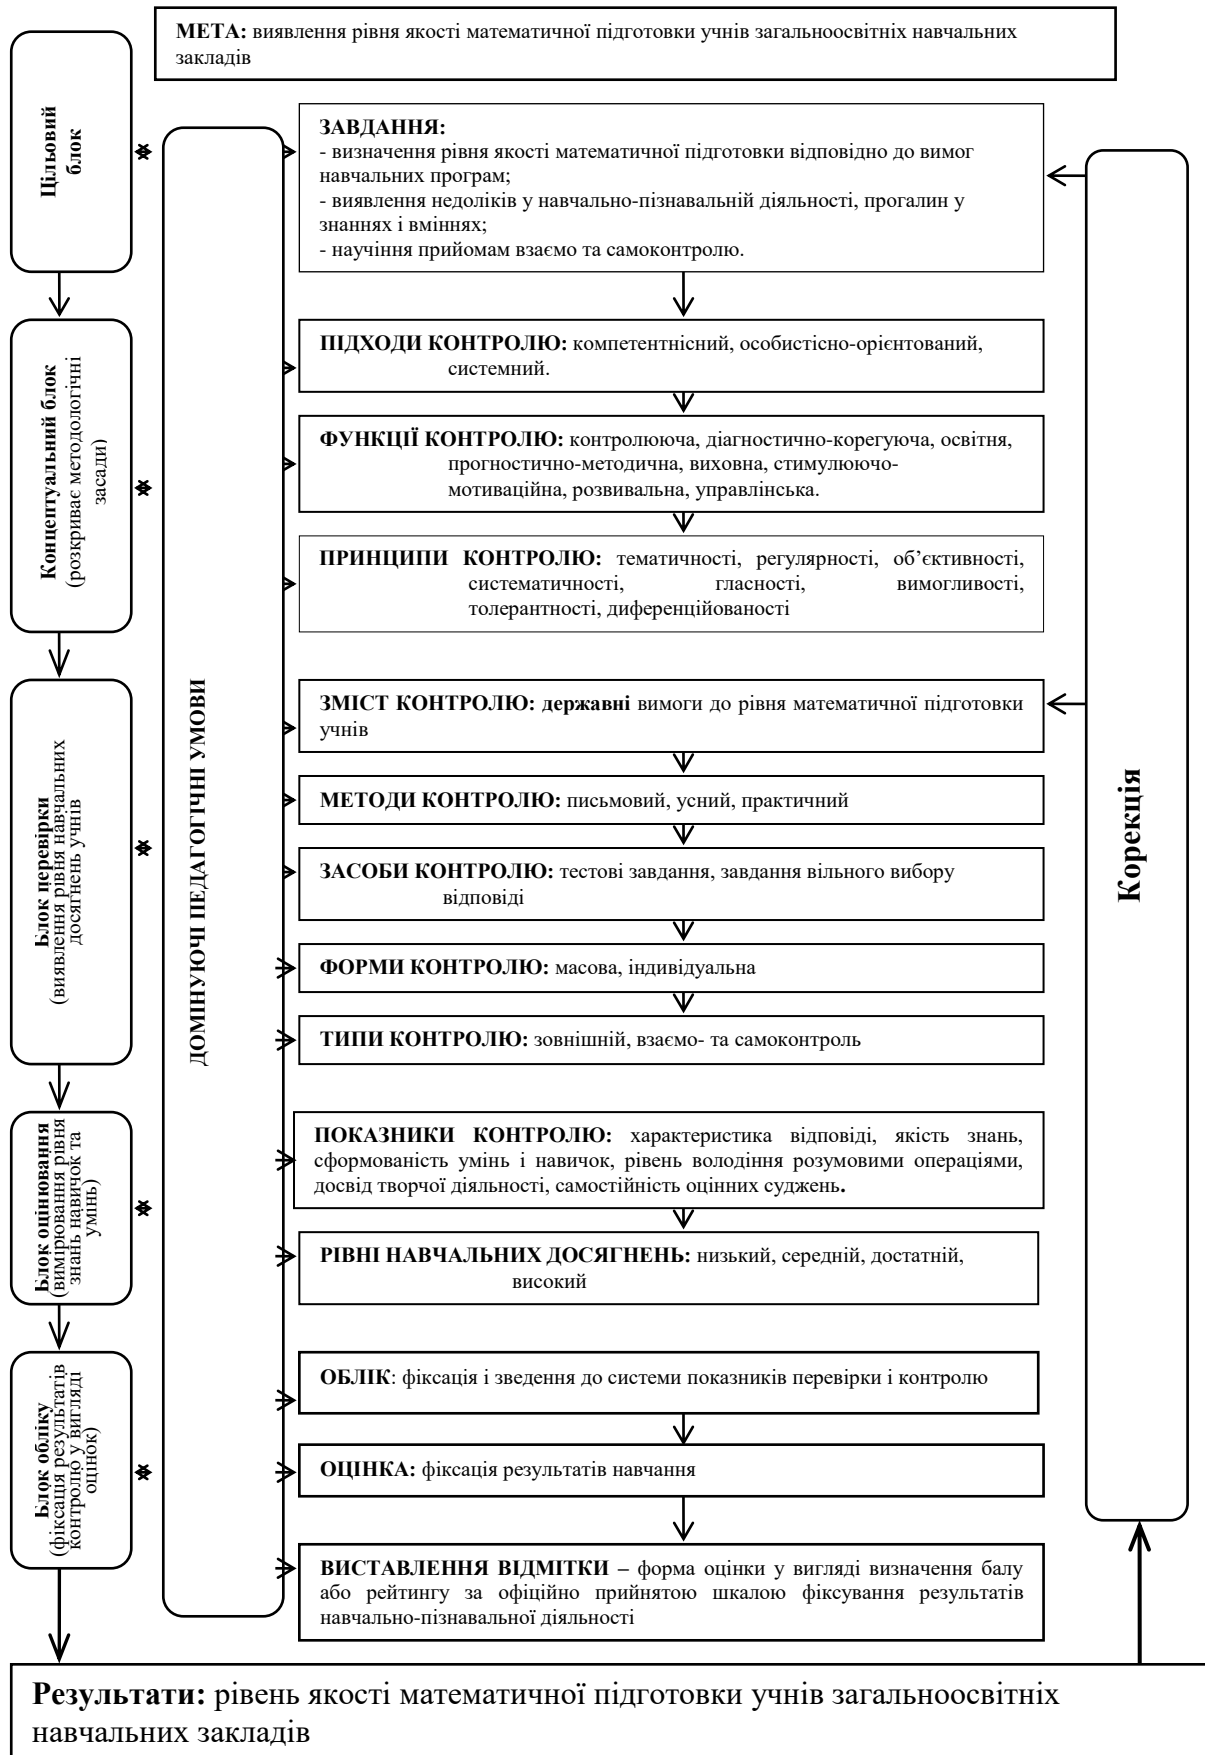 МЕТА: виявлення рівня якості математичної підготовки учнів загальноосвітніх навчальних
закладів
Цільовий
блок
ЗАВДАННЯ:
- визначення рівня якості математичної підготовки відповідно до вимог
навчальних програм;
- виявлення недоліків у навчально-пізнавальній діяльності, прогалин у
знаннях і вміннях;
- научіння прийомам взаємо та самоконтролю.
Концептуальний блок
(розкриває методологічні
засади)
ПІДХОДИ КОНТРОЛЮ: компетентнісний, особистісно-орієнтований,
системний.
ФУНКЦІЇ КОНТРОЛЮ: контролююча, діагностично-корегуюча, освітня,
прогностично-методична, виховна, стимулюючо-
мотиваційна, розвивальна, управлінська.
ПРИНЦИПИ КОНТРОЛЮ: тематичності, регулярності, об’єктивності,
систематичності, гласності, вимогливості,
толерантності, диференційованості
ДОМІНУЮЧІ ПЕДАГОГІЧНІ УМОВИ
Корекція
Блок перевірки
(виявлення рівня навчальних
досягнень учнів
ЗМІСТ КОНТРОЛЮ: державні вимоги до рівня математичної підготовки
учнів
МЕТОДИ КОНТРОЛЮ: письмовий, усний, практичний
ЗАСОБИ КОНТРОЛЮ: тестові завдання, завдання вільного вибору
відповіді
ФОРМИ КОНТРОЛЮ: масова, індивідуальна
ТИПИ КОНТРОЛЮ: зовнішній, взаємо- та самоконтроль
Блок оцінювання
(вимірювання рівня
знань навичок та
умінь)
ПОКАЗНИКИ КОНТРОЛЮ: характеристика відповіді, якість знань,
сформованість умінь і навичок, рівень володіння розумовими операціями,
досвід творчої діяльності, самостійність оцінних суджень.
РІВНІ НАВЧАЛЬНИХ ДОСЯГНЕНЬ: низький, середній, достатній,
високий
Блок обліку
(фіксація результатів
контролю у вигляді
оцінок)
ОБЛІК: фіксація і зведення до системи показників перевірки і контролю
ОЦІНКА: фіксація результатів навчання
ВИСТАВЛЕННЯ ВІДМІТКИ – форма оцінки у вигляді визначення балу
або рейтингу за офіційно прийнятою шкалою фіксування результатів
навчально-пізнавальної діяльності
Результати: рівень якості математичної підготовки учнів загальноосвітніх
навчальних закладів